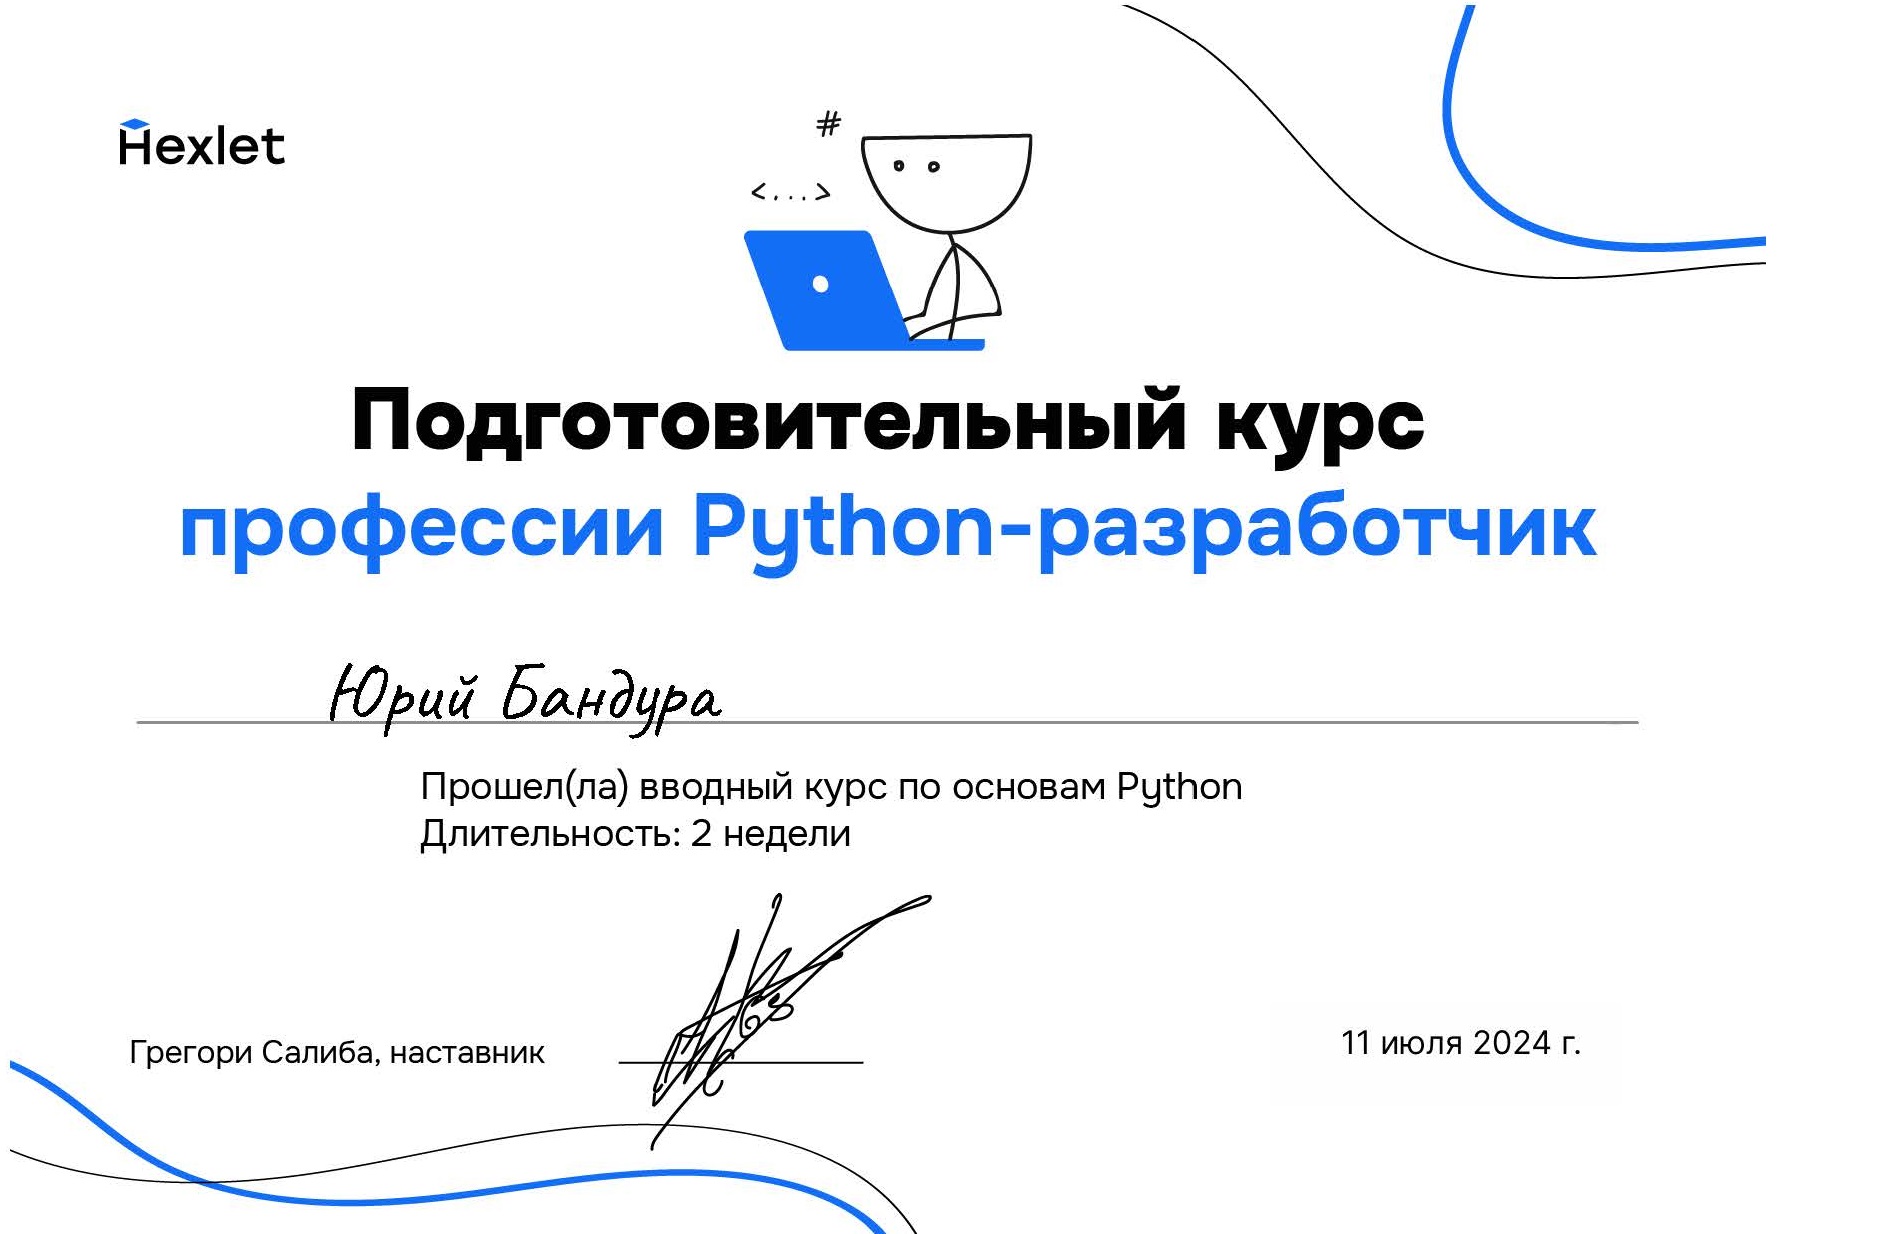 Hexlet
#
<...>
Подготовительный курс
профессии Python-разработчик
Юрий Бандура
Прошел(ла) вводный курс по основам Python
Длительность: 2 недели
Грегори Салиба, наставник
11 июля 2024 г.